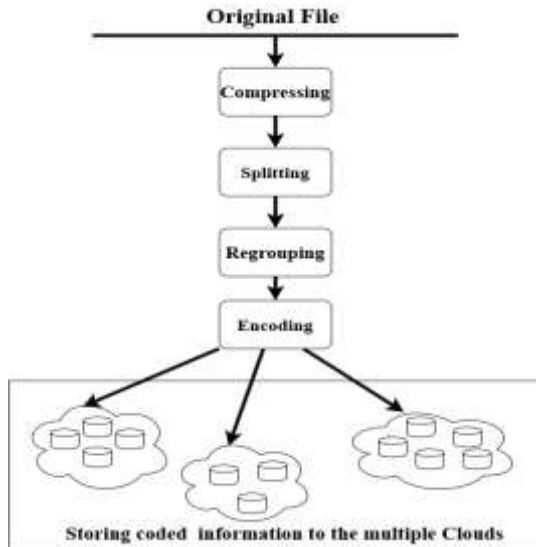 Original File
Compressing
Splitting
Regrouping
Encoding
Storing coded information to the multiple Clouds